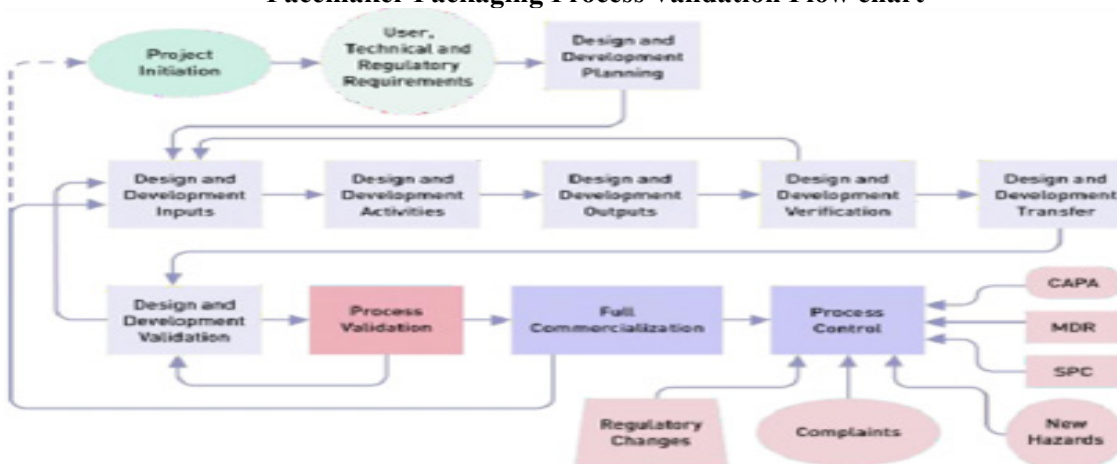 Pacemaker Packaging Process Validation Flow chart
Project
Initiation
User,
Technical and
Regulatory
Requirements
Design and
Development
Planning
Design and
Development
Inputs
Design and
Development
Activities
Design and
Development
Outputs
Design and
Development
Verification
Design and
Development
Transfer
Design and
Development
Validation
Process
Validation
Full
Commercialization
Process
Control
CAPA
MDR
SPC
Regulatory
Changes
Complaints
New
Hazards